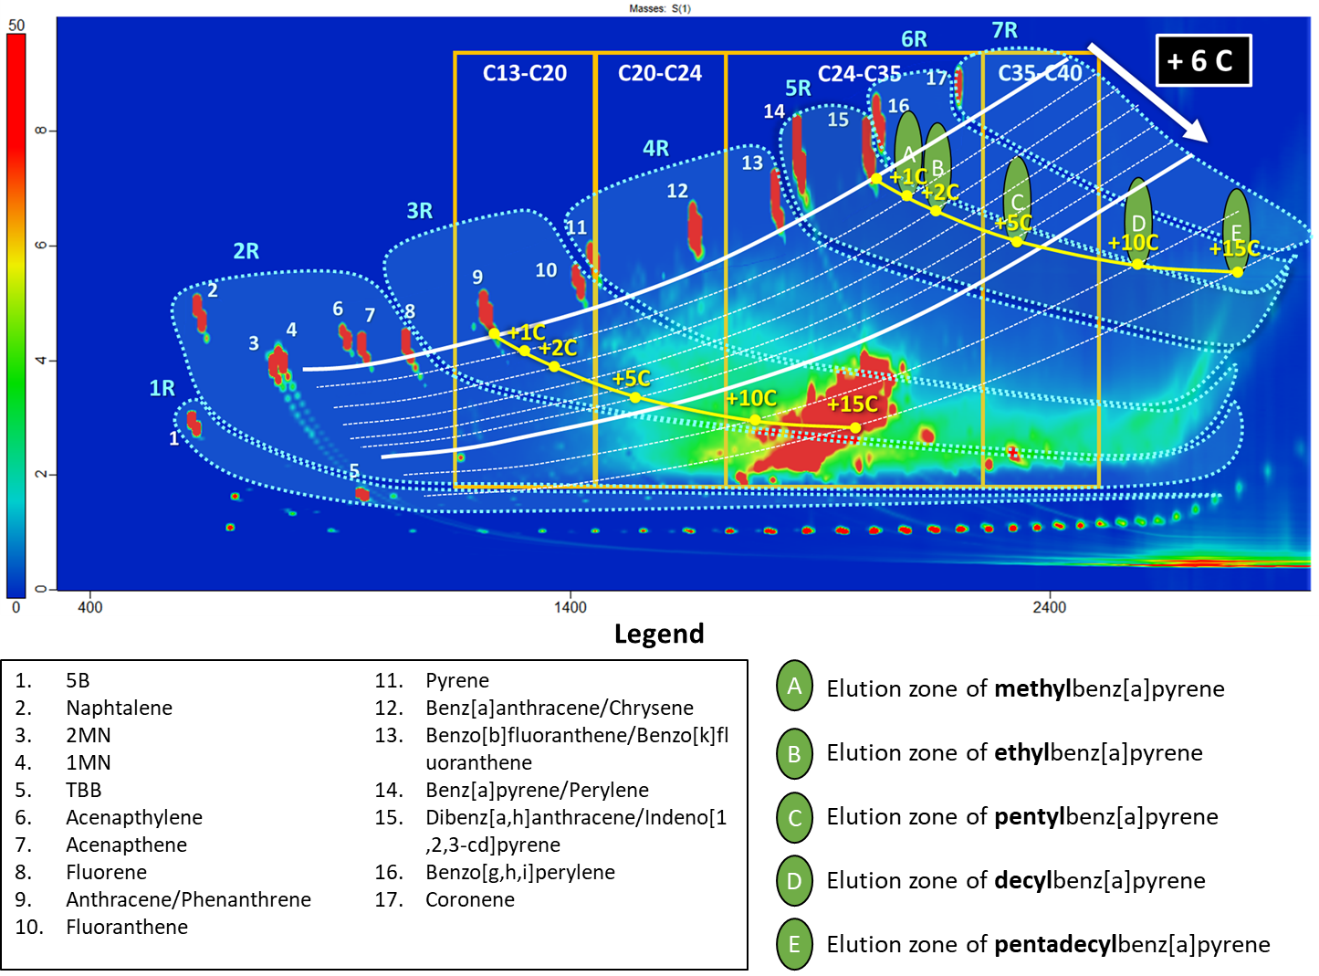 Masses: S(1)
50
0
8
6
4
2
0
400
1400
2400
C13-C20
C20-C24
C24-C35
C35-C40
+ 6 C
1R
2R
3R
4R
5R
6R
7R
1
2
3
4
5
6
7
8
9
10
11
12
13
14
15
16
17
A
B
C
D
E
+1C
+2C
+5C
+10C
+15C
+1C
+2C
+5C
+10C
+15C
Legend
1. 5B
2. Naphtalene
3. 2MN
4. 1MN
5. TBB
6. Acenapthylene
7. Acenapthene
8. Fluorene
9. Anthracene/Phenanthrene
10. Fluoranthene
11. Pyrene
12. Benz[a]anthracene/Chrysene
13. Benzo[b]fluoranthene/Benzo[k]fl
uoranthene
14. Benz[a]pyrene/Perylene
15. Dibenz[a,h]anthracene/Indeno[1
,2,3-cd]pyrene
16. Benzo[g,h,i]perylene
17. Coronene
A Elution zone of methylbenz[a]pyrene
B Elution zone of ethylbenz[a]pyrene
C Elution zone of pentylbenz[a]pyrene
D Elution zone of decylbenz[a]pyrene
E Elution zone of pentadecylbenz[a]pyrene